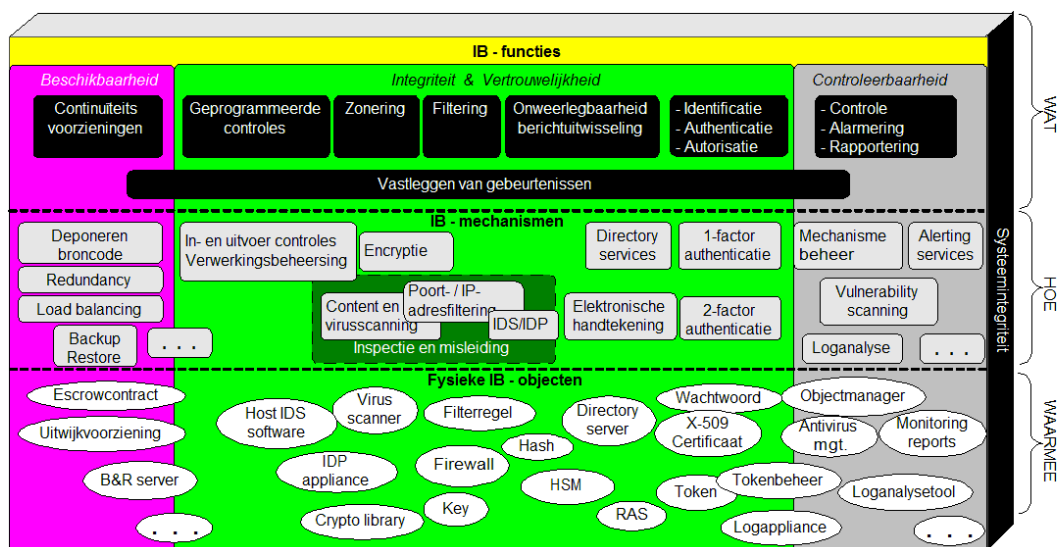 IB - functies
Beschikbaarheid
Integriteit & Vertrouwelijkheid
Controleerbaarheid
Continuïteits
voorzieningen
Geprogrammeerde
controles
Zonering
Filtering
Onweerlegbaarheid
berichtuitwisseling
- Identificatie
- Authenticatie
- Autorisatie
- Controle
- Alarmering
- Rapportering
Vastleggen van gebeurtenissen
WAT
IB - mechanismen
Deponeren
broncode
Redundancy
Load balancing
Backup
Restore
. . .
In- en uitvoer controles
Verwerkingsbeheersing
Encryptie
Content en
virusscanning
Poort- / IP-
adresfiltering
IDS/IDP
Inspectie en misleiding
Directory
services
1-factor
authenticatie
Elektronische
handtekening
2-factor
authenticatie
Mechanisme
beheer
Alerting
services
Vulnerability
scanning
Loganalyse
. . .
HOE
Systeemintegriteit
Fysieke IB - objecten
Escrowcontract
Uitwijkvoorziening
B&R server
. . .
Host IDS
software
Virus
scanner
Filterregel
Hash
Directory
server
Wachtwoord
X-509
Certificaat
IDP
appliance
Firewall
HSM
Token
Tokenbeheer
Crypto library
Key
RAS
Logappliance
Objectmanager
Antivirus
mgt.
Monitoring
reports
Loganalysetool
. . .
WAARMEE